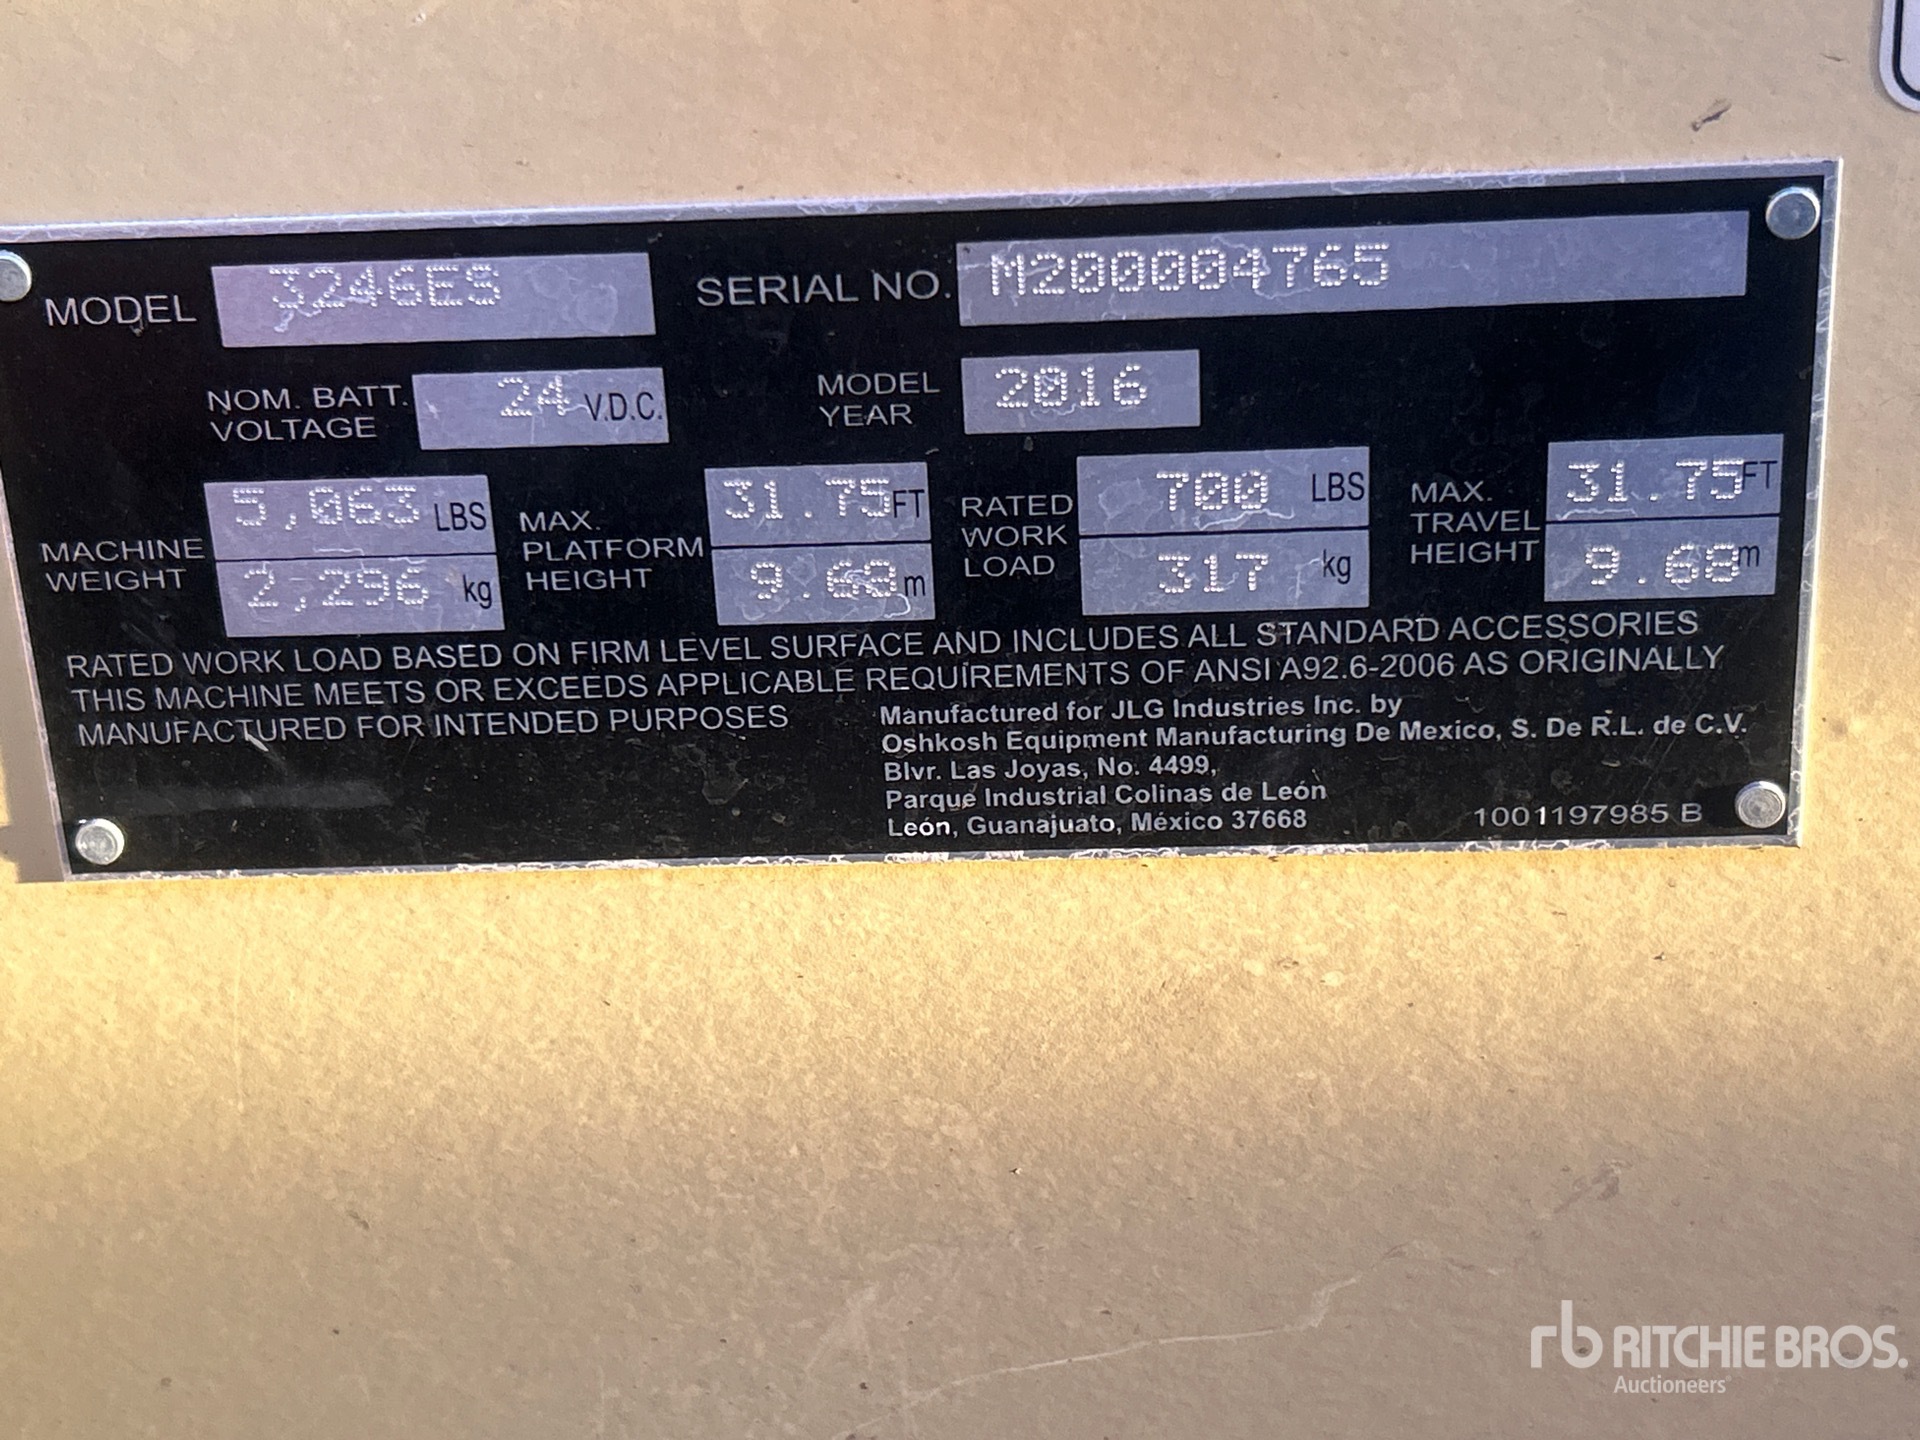 MODEL 3246ES SERIAL NO. M200004765
NOM. BATT. VOLTAGE 24 V.D.C. MODEL YEAR 2016
MACHINE WEIGHT 5,063 LBS 2,296 kg MAX. PLATFORM HEIGHT 31.75 FT 9.68 m RATED WORK LOAD 700 LBS 317 kg MAX. TRAVEL HEIGHT 31.75 FT 9.68 m
RATED WORK LOAD BASED ON FIRM LEVEL SURFACE AND INCLUDES ALL STANDARD ACCESSORIES
THIS MACHINE MEETS OR EXCEEDS APPLICABLE REQUIREMENTS OF ANSI A92.6-2006 AS ORIGINALLY
MANUFACTURED FOR INTENDED PURPOSES
Manufactured for JLG Industries Inc. by
Oshkosh Equipment Manufacturing De Mexico, S. De R.L. de C.V.
Blvr. Las Joyas, No. 4499,
Parque Industrial Colinas de León
León, Guanajuato, México 37668
1001197985 B
rb RITCHIE BROS.
Auctioneers